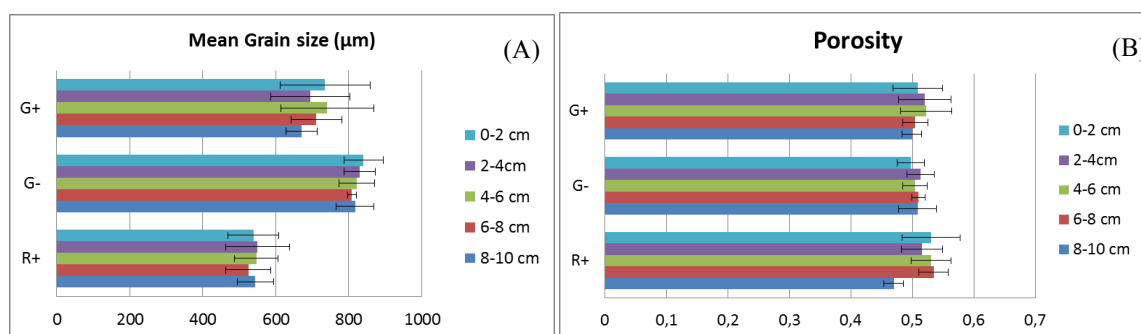 Mean Grain size (µm)
(A)
G+
G-
R+
0-2 cm
2-4cm
4-6 cm
6-8 cm
8-10 cm
0 200 400 600 800 1000
Porosity
(B)
G+
G-
R+
0-2 cm
2-4cm
4-6 cm
6-8 cm
8-10 cm
0 0,1 0,2 0,3 0,4 0,5 0,6 0,7